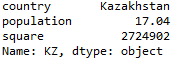 country       Kazakhstan
population         17.04
square           2724902
Name: KZ, dtype: object